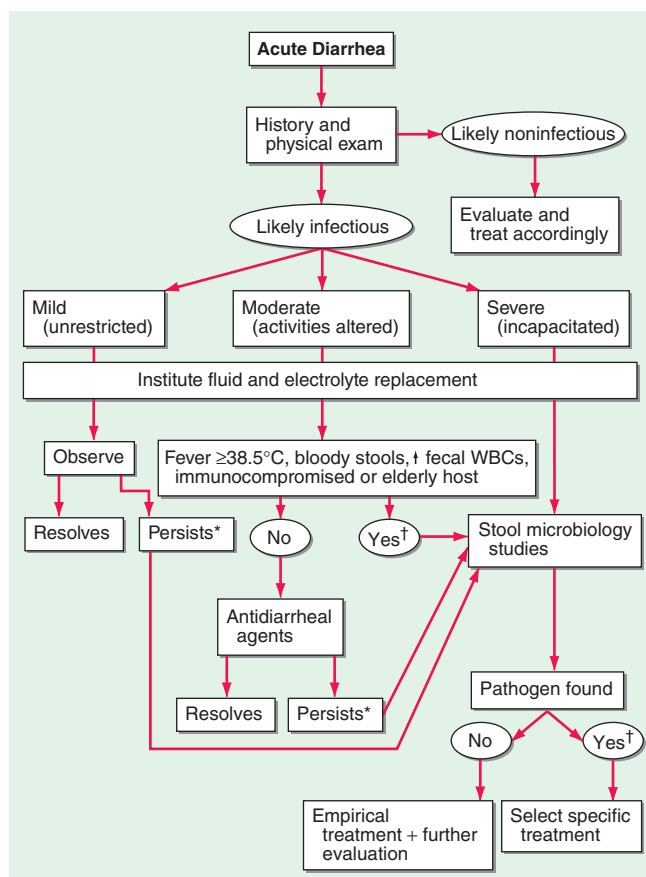 Acute Diarrhea
History and
physical exam
Likely noninfectious
Evaluate and
treat accordingly
Likely infectious
Mild
(unrestricted)
Moderate
(activities altered)
Severe
(incapacitated)
Institute fluid and electrolyte replacement
Observe
Fever ≥38.5°C, bloody stools, ↑ fecal WBCs,
immunocompromised or elderly host
Resolves
Persists*
No
Yes†
Stool microbiology
studies
Antidiarrheal
agents
Resolves
Persists*
Pathogen found
No
Yes†
Empirical
treatment + further
evaluation
Select specific
treatment